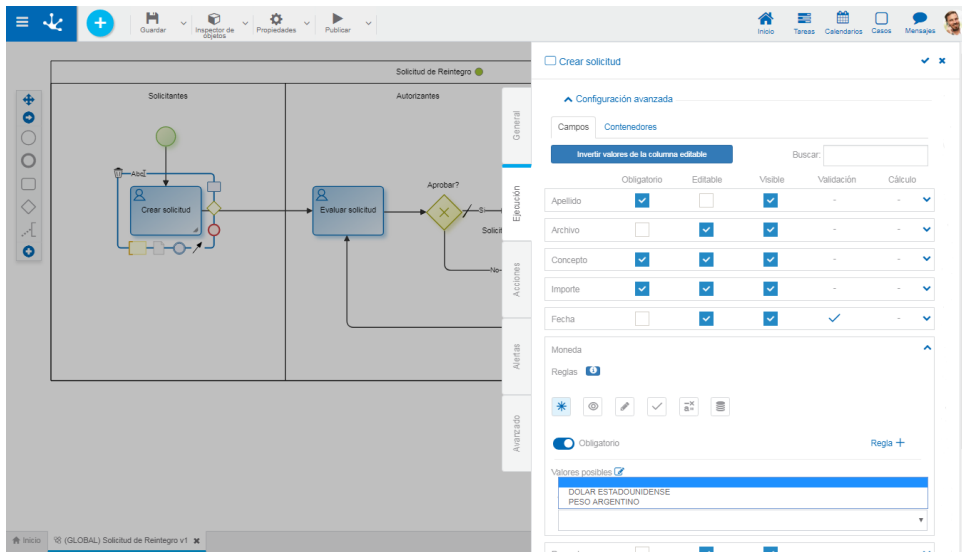 Guardar
Inspector de objetos
Propiedades
Publicar
Inicio
Tareas
Calendarios
Casos
Mensajes
Solicitud de Reintegro
Solicitantes
Autorizantes
Abc
Crear solicitud
Evaluar solicitud
Aprobar?
Si
Solicit
No
General
Ejecución
Acciones
Alertas
Avanzado
Crear solicitud
Configuración avanzada
Campos Contenedores
Invertir valores de la columna editable
Buscar:
Obligatorio Editable Visible Validación Cálculo
Apellido - -
Archivo - -
Concepto - -
Importe - -
Fecha -
Moneda
Reglas
Obligatorio
Regla +
Valores posibles
DOLAR ESTADOUNIDENSE
PESO ARGENTINO
Inicio
(GLOBAL) Solicitud de Reintegro v1